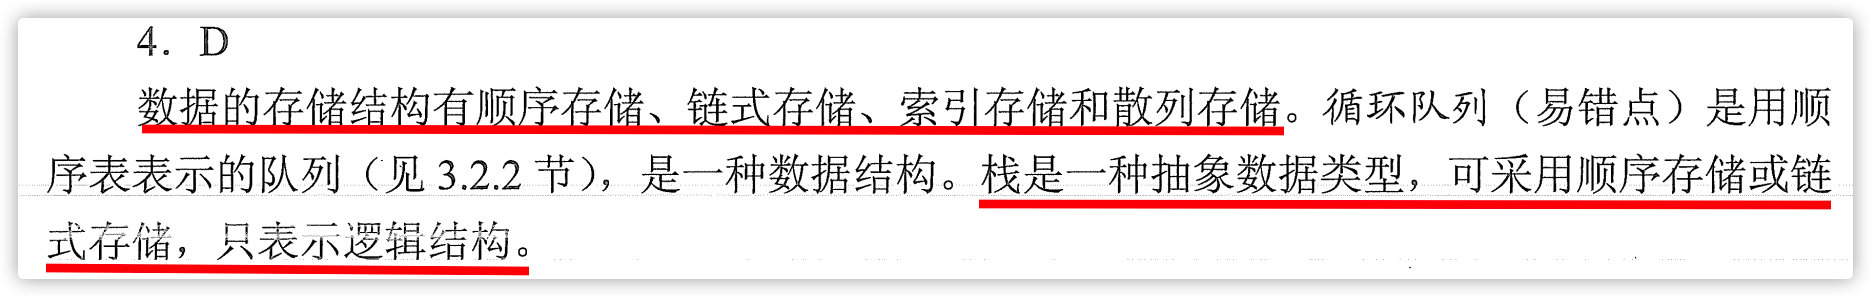 4. D
数据的存储结构有顺序存储、链式存储、索引存储和散列存储。循环队列（易错点）是用顺
序表表示的队列（见 3.2.2 节），是一种数据结构。栈是一种抽象数据类型，可采用顺序存储或链
式存储，只表示逻辑结构。